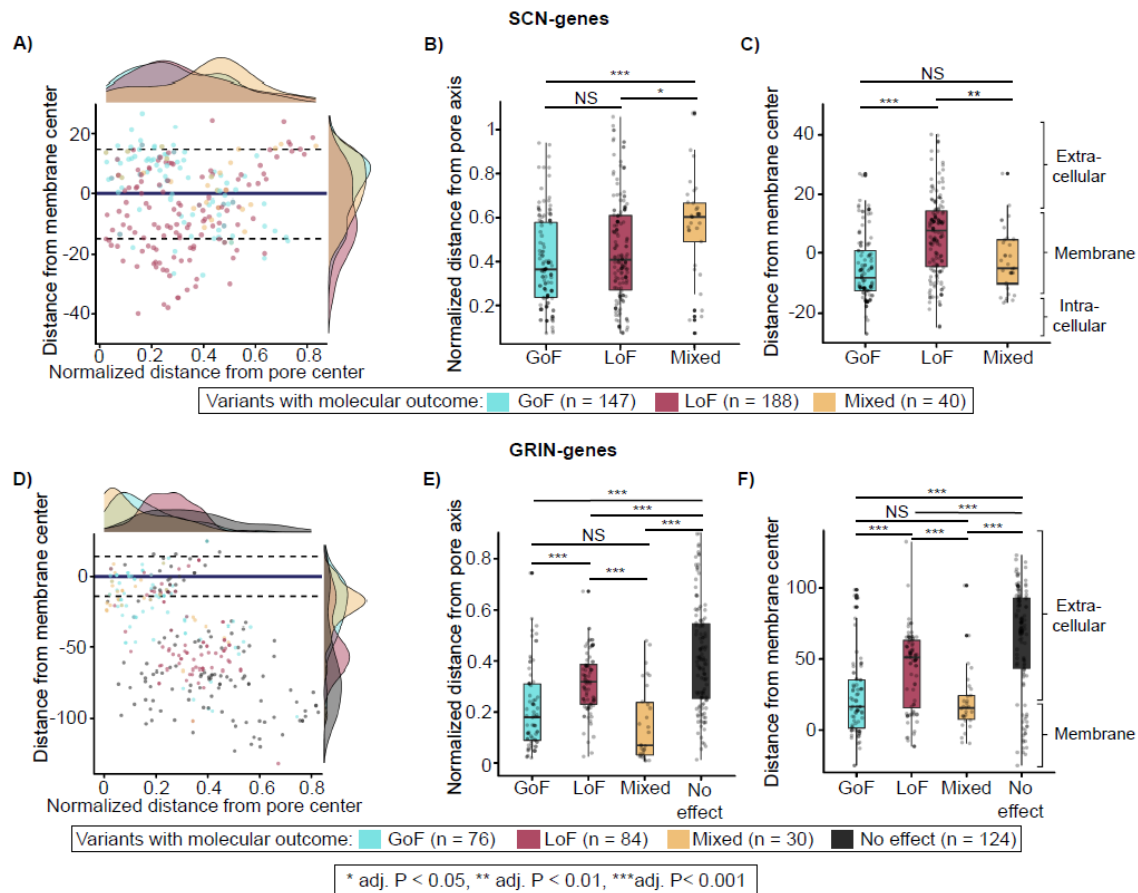 SCN-genes
A)
Distance from membrane center
20
0
-20
-40
0
0.2
0.4
0.6
0.8
Normalized distance from pore center
B)
Normalized distance from pore axis
1
0.8
0.6
0.4
0.2
***
NS
*
GoF
LoF
Mixed
C)
Distance from membrane center
40
20
0
-20
NS
***
**
GoF
LoF
Mixed
Extra-
cellular
Membrane
Intra-
cellular
Variants with molecular outcome: GoF (n = 147) LoF (n = 188) Mixed (n = 40)
GRIN-genes
D)
Distance from membrane center
0
-50
-100
0
0.2
0.4
0.6
0.8
Normalized distance from pore center
E)
Normalized distance from pore axis
0.8
0.6
0.4
0.2
0
***
***
NS
***
***
***
GoF
LoF
Mixed
No
effect
F)
Distance from membrane center
100
50
0
***
***
NS
***
***
***
GoF
LoF
Mixed
No
effect
Extra-
cellular
Membrane
Variants with molecular outcome: GoF (n = 76) LoF (n = 84) Mixed (n = 30) No effect (n = 124)
* adj. P < 0.05, ** adj. P < 0.01, ***adj. P< 0.001